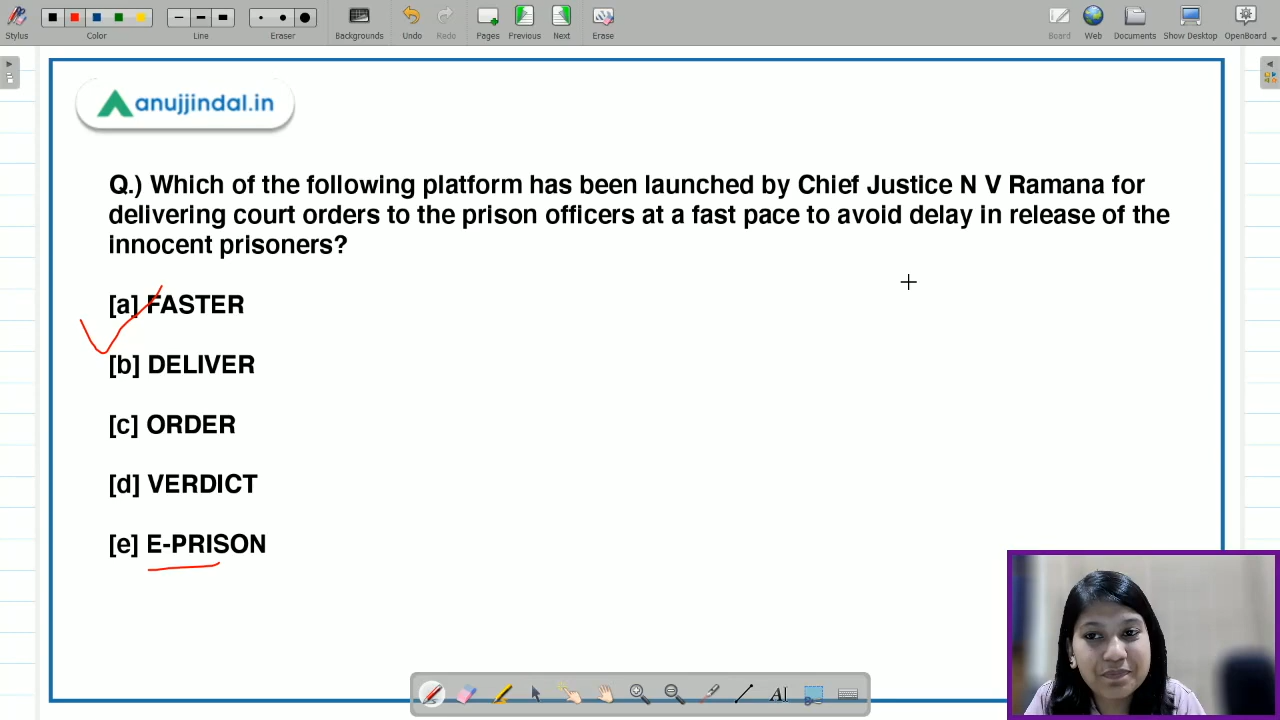 Stylus Color Line Eraser Backgrounds Undo Redo Pages Previous Next Erase Board Web Documents Show Desktop OpenBoard
anujjindal.in
Q.) Which of the following platform has been launched by Chief Justice N V Ramana for
delivering court orders to the prison officers at a fast pace to avoid delay in release of the
innocent prisoners?
[a] FASTER
[b] DELIVER
[c] ORDER
[d] VERDICT
[e] E-PRISON